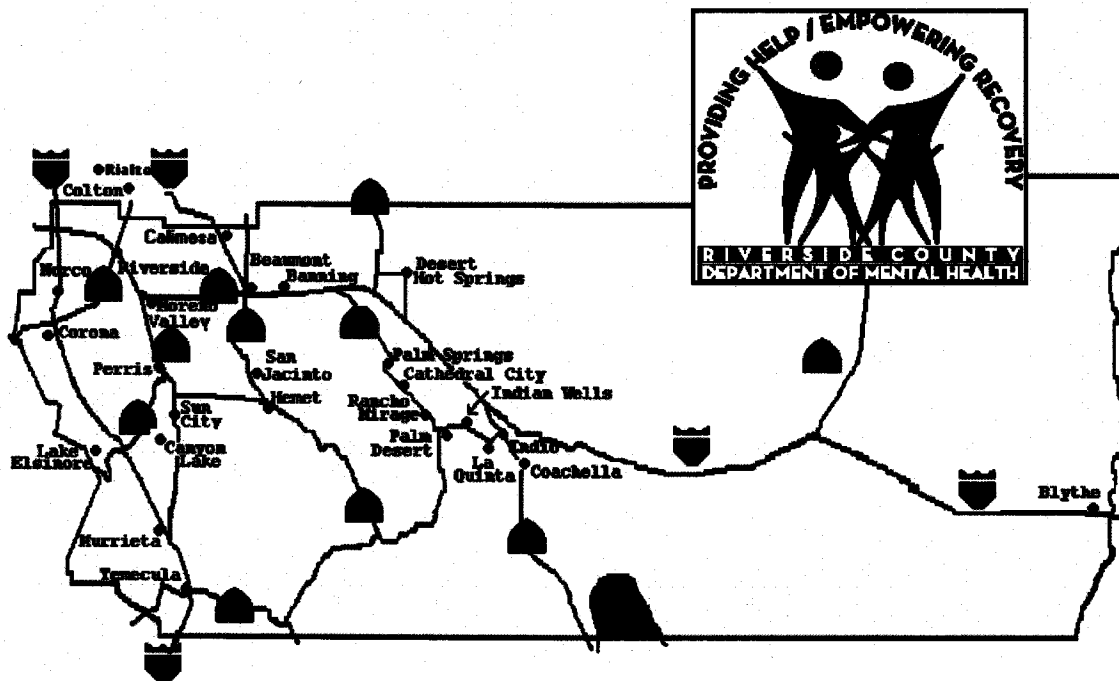 PROVIDING HELP / EMPOWERING RECOVERY
RIVERSIDE COUNTY
DEPARTMENT OF MENTAL HEALTH
Rialto
Colton
Calimesa
Norco
Riverside
Beaumont
Banning
Desert
Hot Springs
Moreno
Valley
Corona
Perris
San
Jacinto
Hemet
Palm Springs
Cathedral City
Indian Wells
Rancho
Mirage
Sun
City
Palm
Desert
Indio
La
Quinta
Coachella
Lake
Elsinore
Canyon
Lake
Blythe
Murrieta
Temecula